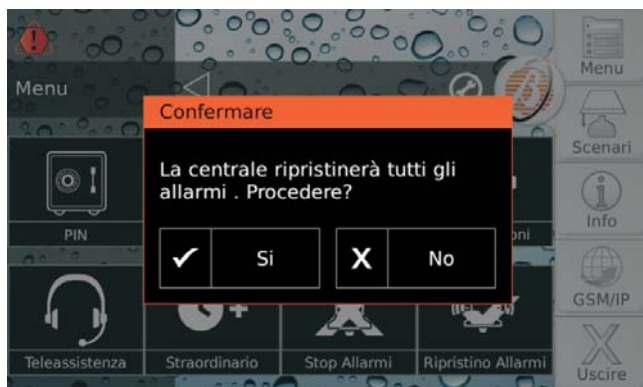 Menu
Menu
Confermare
La centrale ripristinerà tutti gli
allarmi . Procedere?
Si
No
PIN
oni
Teleassistenza
Straordinario
Stop Allarmi
Ripristino Allarmi
Scenari
Info
GSM/IP
Uscire